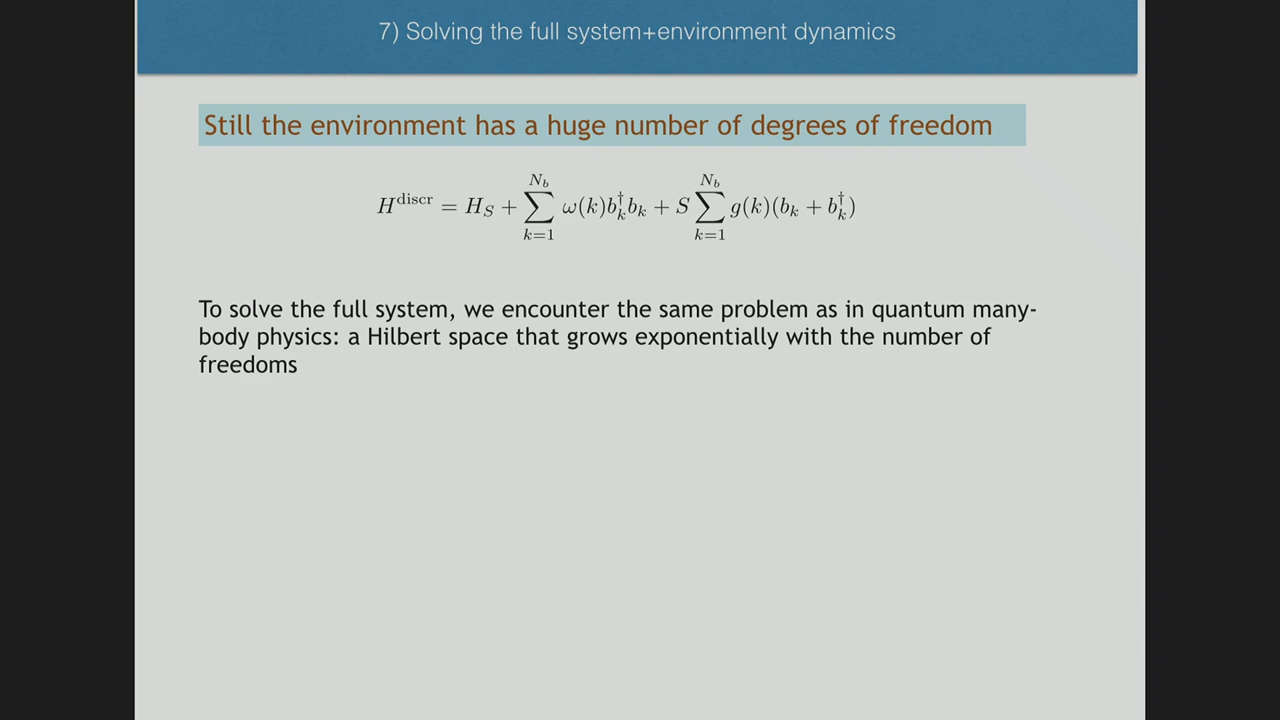 7) Solving the full system+environment dynamics
Still the environment has a huge number of degrees of freedom
$H^{\text{discr}} = H_S + \sum_{k=1}^{N_b} \omega(k) b_k^\dagger b_k + S \sum_{k=1}^{N_b} g(k)(b_k + b_k^\dagger)$
To solve the full system, we encounter the same problem as in quantum many-
body physics: a Hilbert space that grows exponentially with the number of
freedoms